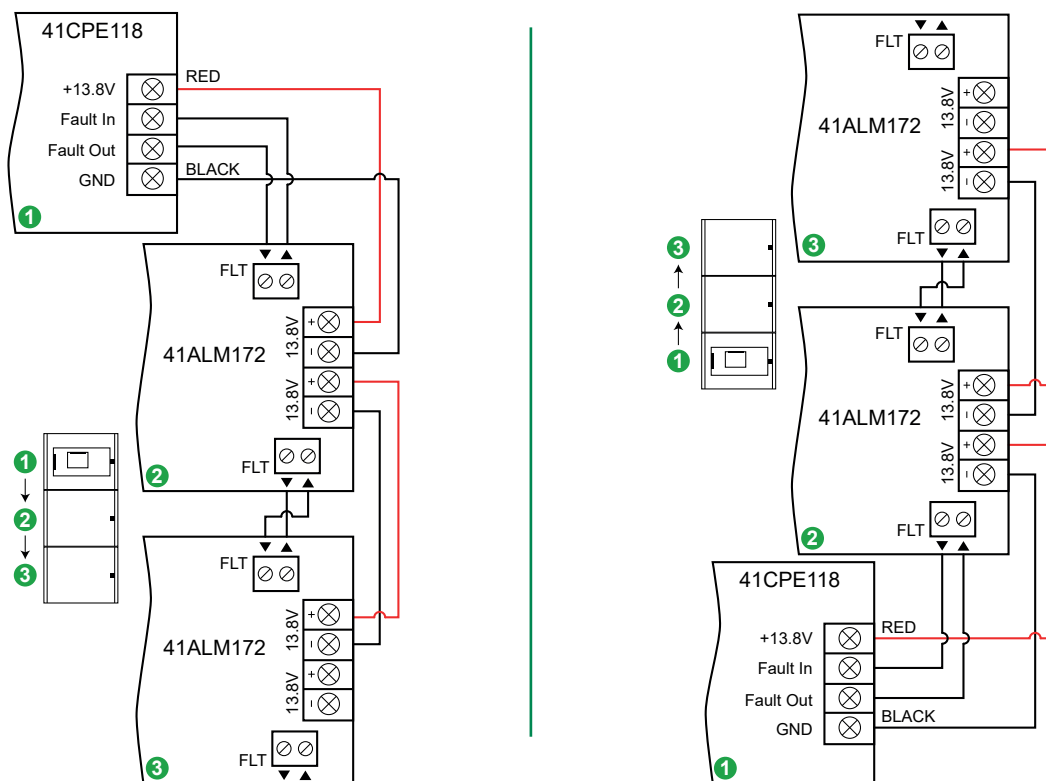 41CPE118
+13.8V
RED
Fault In
Fault Out
GND
BLACK
1
FLT
+
13.8V
-
41ALM172
+
13.8V
-
FLT
2
1
2
3
FLT
+
13.8V
-
41ALM172
+
13.8V
-
FLT
3
FLT
+
13.8V
-
41ALM172
+
13.8V
-
FLT
3
3
2
1
FLT
+
13.8V
-
41ALM172
+
13.8V
-
FLT
2
41CPE118
+13.8V
RED
Fault In
Fault Out
GND
BLACK
1